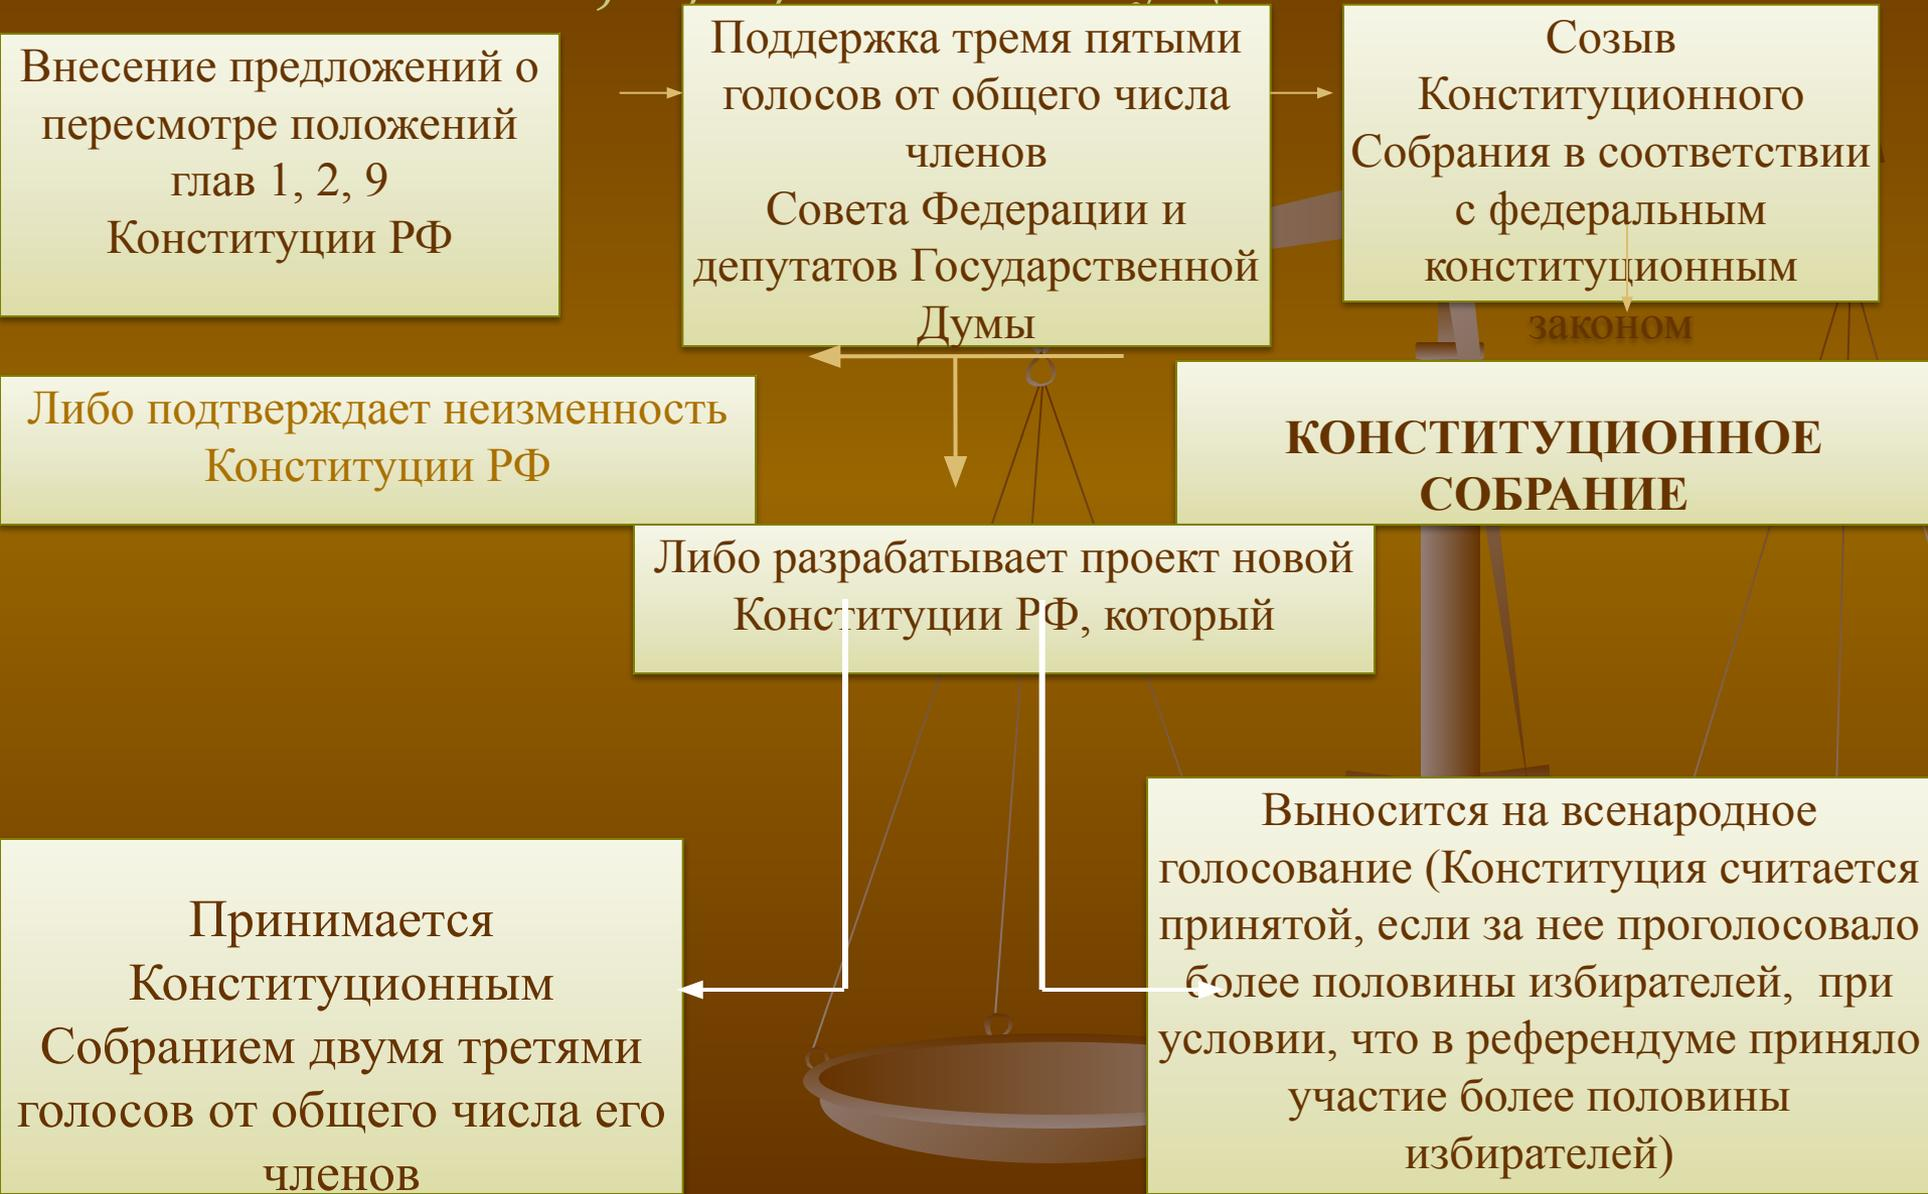 Внесение предложений о
пересмотре положений
глав 1, 2, 9
Конституции РФ
Поддержка тремя пятыми
голосов от общего числа
членов
Совета Федерации и
депутатов Государственной
Думы
Созыв
Конституционного
Собрания в соответствии
с федеральным
конституционным
законом
Либо подтверждает неизменность
Конституции РФ
КОНСТИТУЦИОННОЕ
СОБРАНИЕ
Либо разрабатывает проект новой
Конституции РФ, который
Принимается
Конституционным
Собранием двумя третями
голосов от общего числа его
членов
Выносится на всенародное
голосование (Конституция считается
принятой, если за нее проголосовало
более половины избирателей,  при
условии, что в референдуме приняло
участие более половины
избирателей)